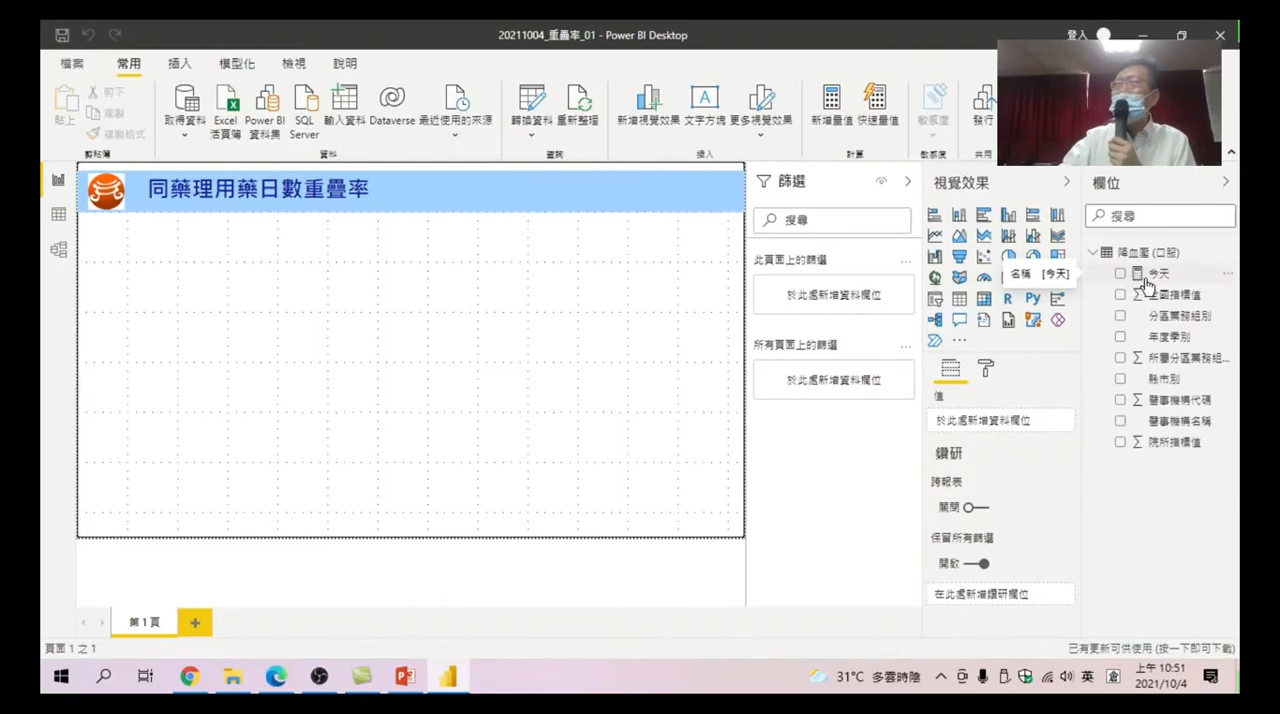 20211004_重疊率_01 - Power BI Desktop
登入
檔案 常用 插入 模型化 檢視 說明
貼上
剪下
複製
複製格式
剪貼簿
取得資料
Excel 活頁簿
Power BI 資料集
SQL Server
輸入資料
Dataverse
最近使用的來源
資料
轉換資料
重新整理
查詢
新增視覺效果
文字方塊
更多視覺效果
插入
新增量值
快速量值
計算
敏感度
敏感度
發行
共用
同藥理用藥日數重疊率
篩選
搜尋
此頁面上的篩選
於此處新增資料欄位
所有頁面上的篩選
於此處新增資料欄位
視覺效果
R
Py
名稱 [今天]
值
於此處新增資料欄位
鑽研
跨報表
關閉
保留所有篩選
開啟
在此處新增鑽研欄位
欄位
搜尋
降血壓 (口服)
今天
全國指標值
分區業務組別
年度季別
所屬分區業務組...
縣市別
醫事機構代碼
醫事機構名稱
院所指標值
第 1 頁
頁面 1 之 1
已有更新可供使用 (按一下即可下載)
31°C 多雲時陰
英
倉
上午 10:51
2021/10/4